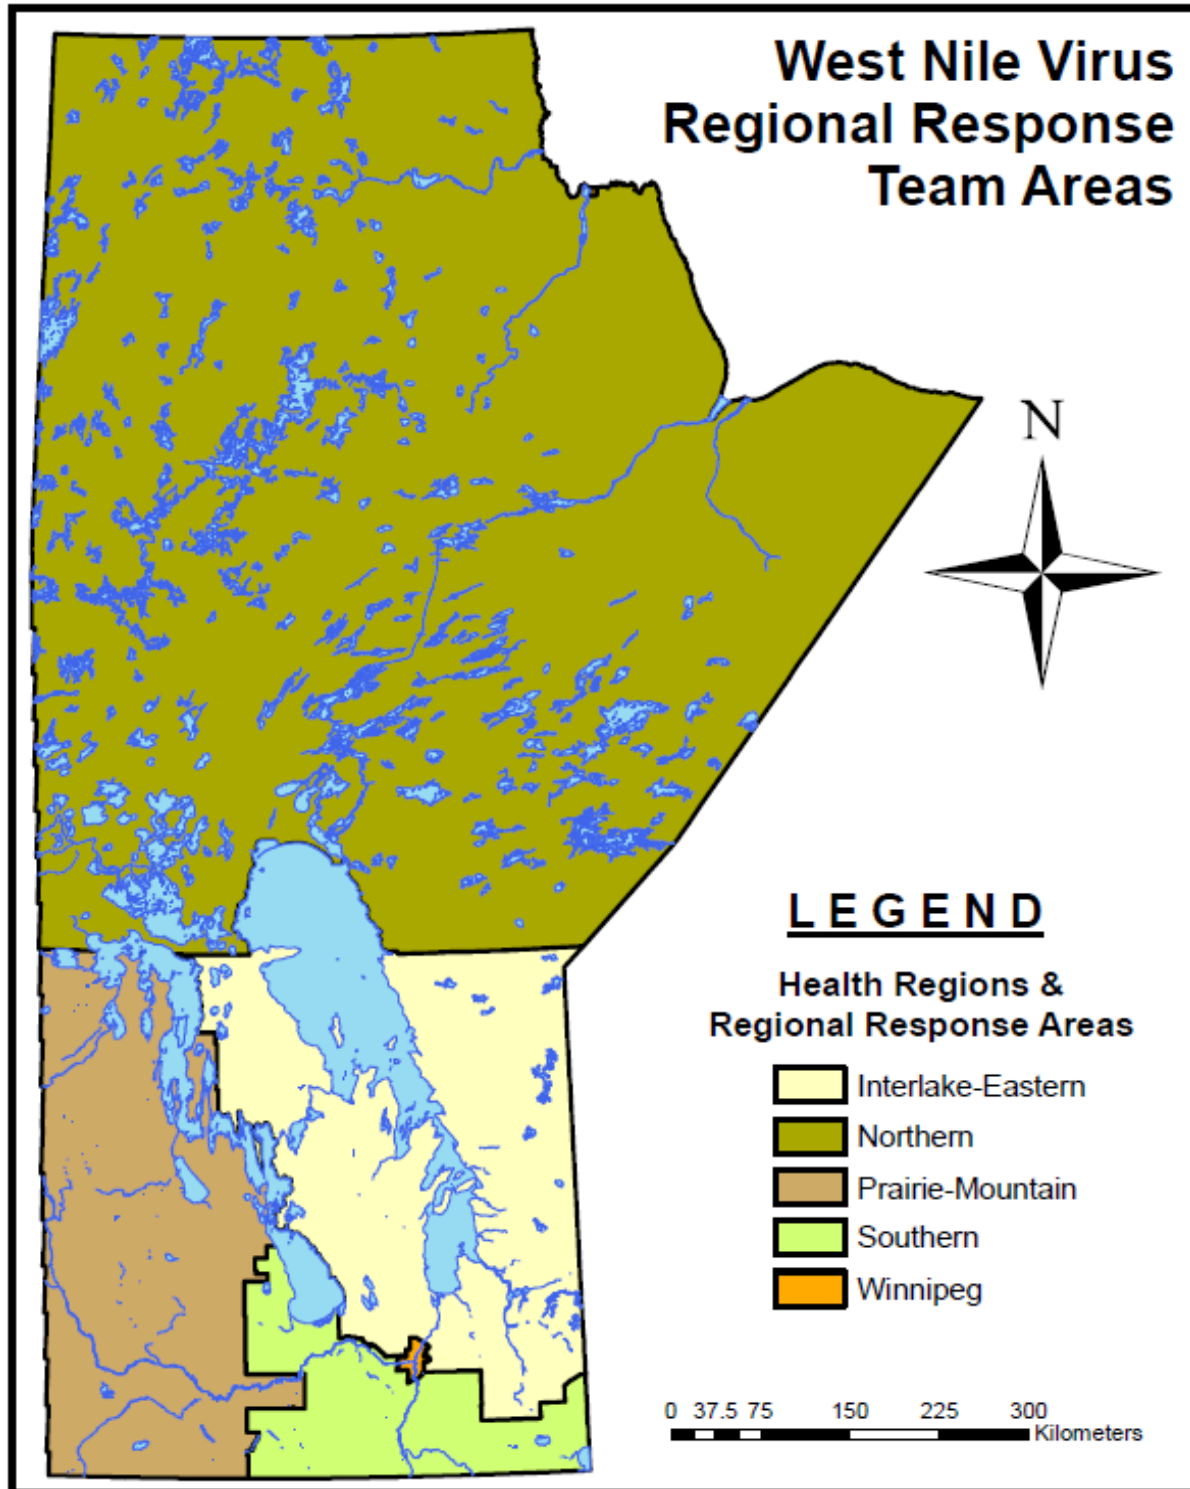 West Nile Virus
Regional Response
Team Areas
N
L E G E N D
Health Regions &
Regional Response Areas
Interlake-Eastern
Northern
Prairie-Mountain
Southern
Winnipeg
0 37.5 75 150 225 300
Kilometers